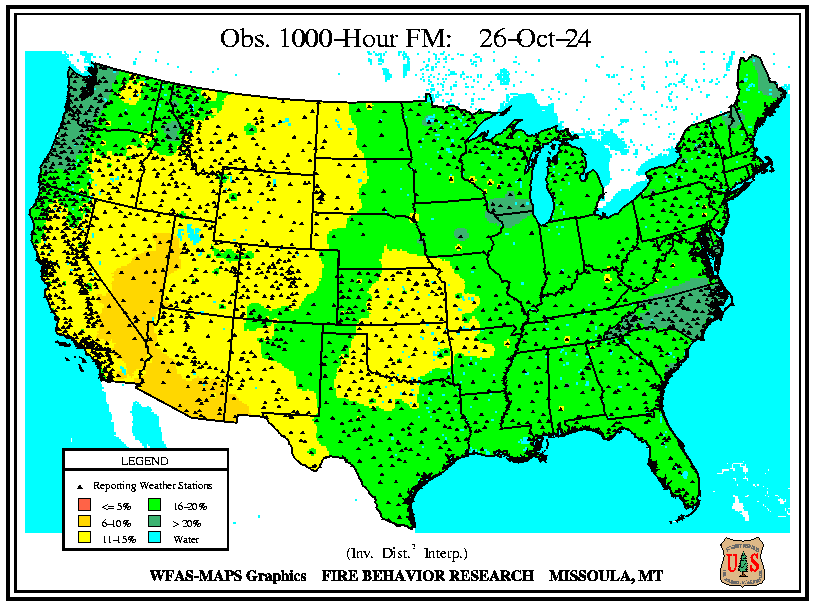 Obs. 1000-Hour FM: 26-Oct-24
LEGEND
Reporting Weather Stations
<= 5%
16-20%
6-10%
> 20%
11-15%
Water
(Inv. Dist.² Interp.)
WFAS-MAPS Graphics FIRE BEHAVIOR RESEARCH MISSOULA, MT
U S